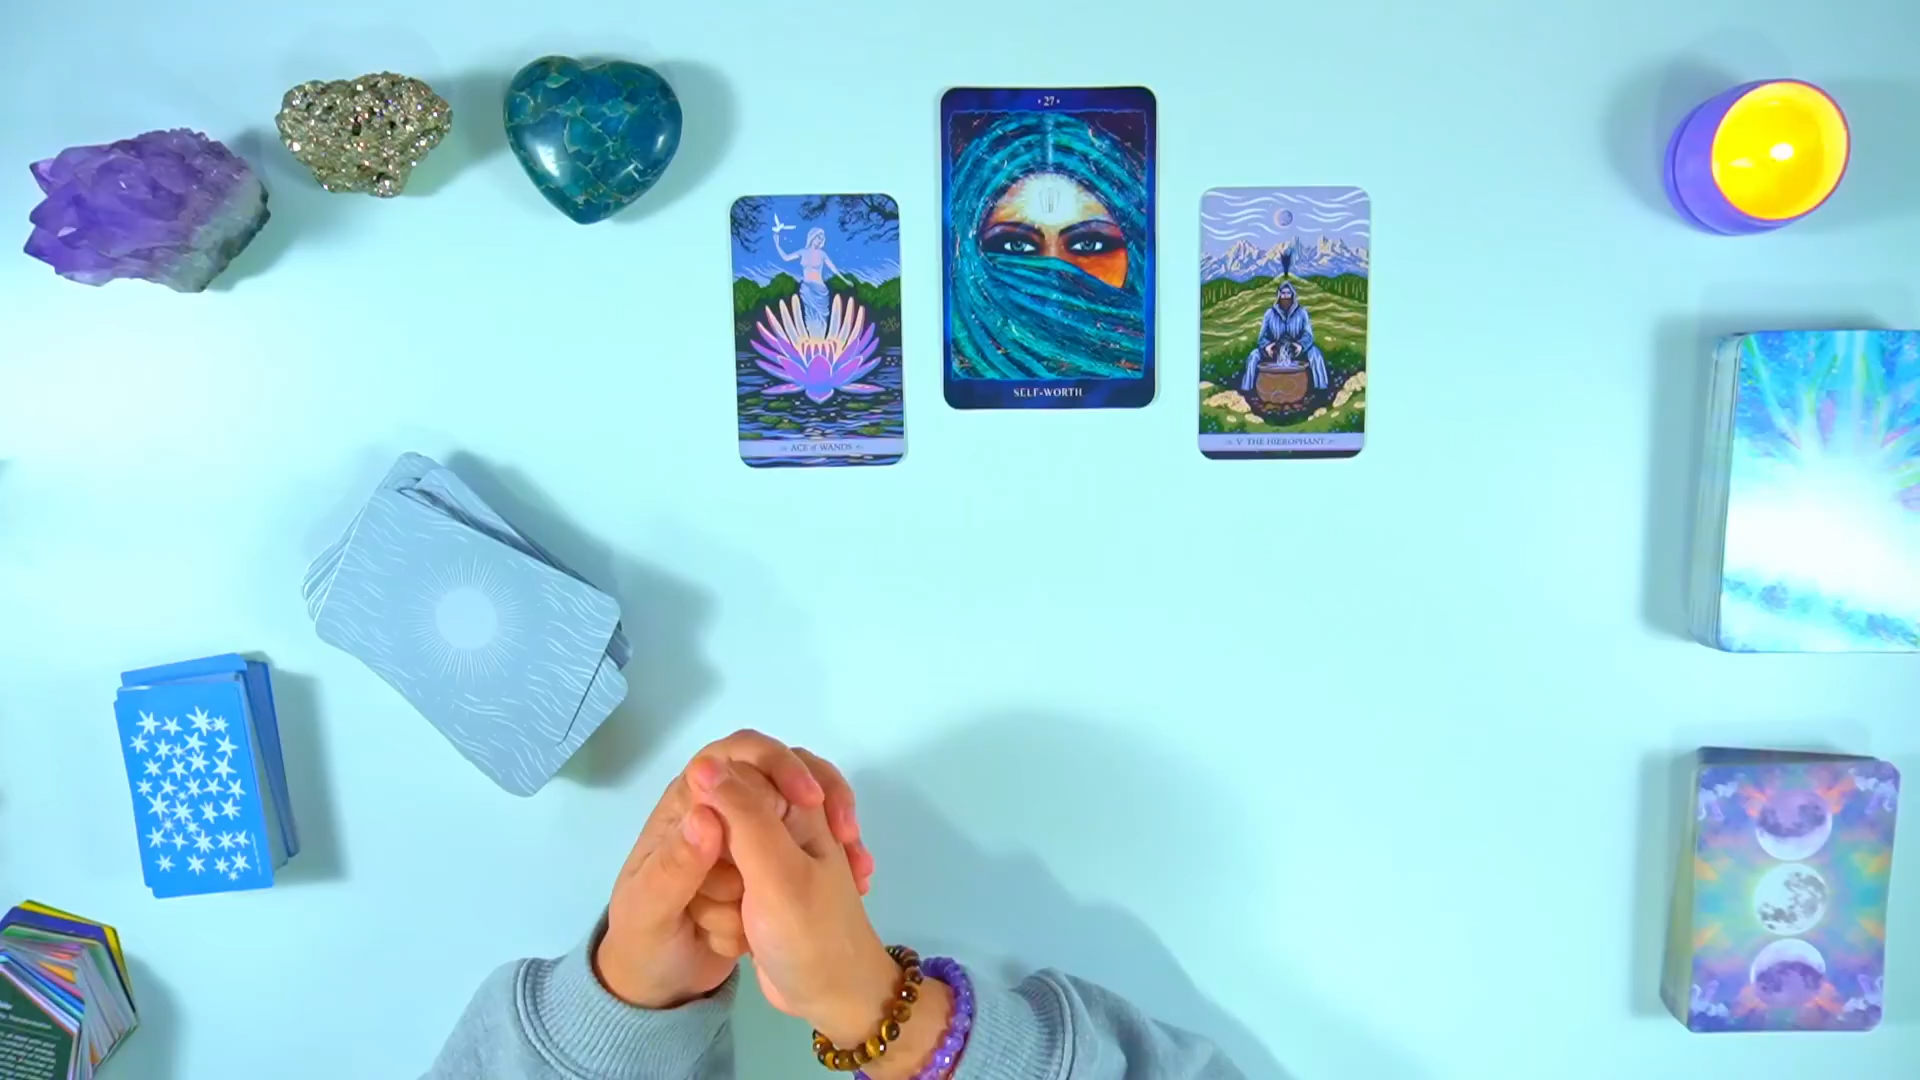 • 27 •
SELF-WORTH
ACE of WANDS
V THE HIEROPHANT